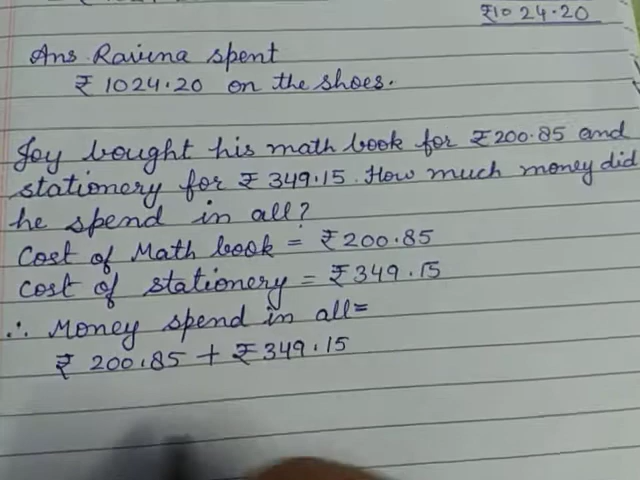 ₹1024.20
Ans Raivna spent
₹ 1024.20 on the shoes.
Joy bought his math book for ₹200.85 and
stationery for ₹ 349.15. How much money did
he spend in all?
Cost of Math book = ₹200.85
Cost of stationery = ₹349.15
∴ Money spend in all=
₹ 200.85 + ₹349.15